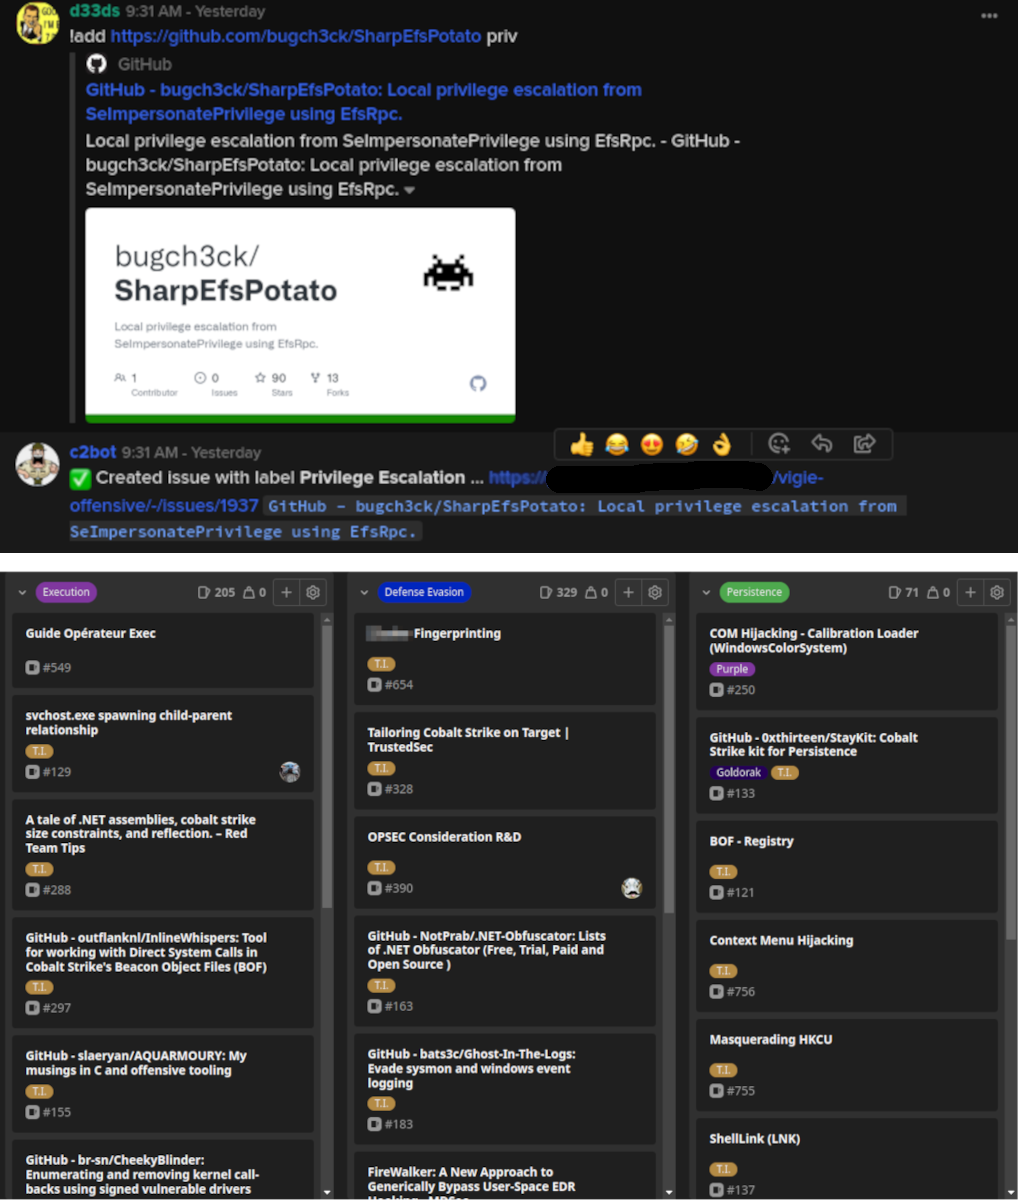 d33ds 9:31 AM - Yesterday
!add https://github.com/bugch3ck/SharpEfsPotato priv
GitHub
GitHub - bugch3ck/SharpEfsPotato: Local privilege escalation from
SeImpersonatePrivilege using EfsRpc.
Local privilege escalation from SeImpersonatePrivilege using EfsRpc. - GitHub -
bugch3ck/SharpEfsPotato: Local privilege escalation from
SeImpersonatePrivilege using EfsRpc.
bugch3ck/
SharpEfsPotato
Local privilege escalation from
SeImpersonatePrivilege using EfsRpc.
1 0 90 13
Contributor Issues Stars Forks
c2bot 9:31 AM - Yesterday
Created issue with label Privilege Escalation ... https:// /vigie-
offensive/-/issues/1937 GitHub - bugch3ck/SharpEfsPotato: Local privilege escalation from
SeImpersonatePrivilege using EfsRpc.
Execution 205 0
Guide Opérateur Exec
#549
svchost.exe spawning child-parent
relationship
T.I.
#129
A tale of .NET assemblies, cobalt strike
size constraints, and reflection. – Red
Team Tips
T.I.
#288
GitHub - outflanknl/InlineWhispers: Tool
for working with Direct System Calls in
Cobalt Strike's Beacon Object Files (BOF)
T.I.
#297
GitHub - slaeryan/AQUARMOURY: My
musings in C and offensive tooling
T.I.
#155
GitHub - br-sn/CheekyBlinder:
Enumerating and removing kernel call-
backs using signed vulnerable drivers
Defense Evasion 329 0
Fingerprinting
T.I.
#654
Tailoring Cobalt Strike on Target |
TrustedSec
T.I.
#328
OPSEC Consideration R&D
T.I.
#390
GitHub - NotPrab/.NET-Obfuscator: Lists
of .NET Obfuscator (Free, Trial, Paid and
Open Source )
T.I.
#163
GitHub - bats3c/Ghost-In-The-Logs:
Evade sysmon and windows event
logging
T.I.
#183
FireWalker: A New Approach to
Generically Bypass User-Space EDR
Hooking - MDSec
Persistence 71 0
COM Hijacking - Calibration Loader
(WindowsColorSystem)
Purple
#250
GitHub - 0xthirteen/StayKit: Cobalt
Strike kit for Persistence
Goldorak T.I.
#133
BOF - Registry
T.I.
#121
Context Menu Hijacking
T.I.
#756
Masquerading HKCU
T.I.
#755
ShellLink (LNK)
T.I.
#137